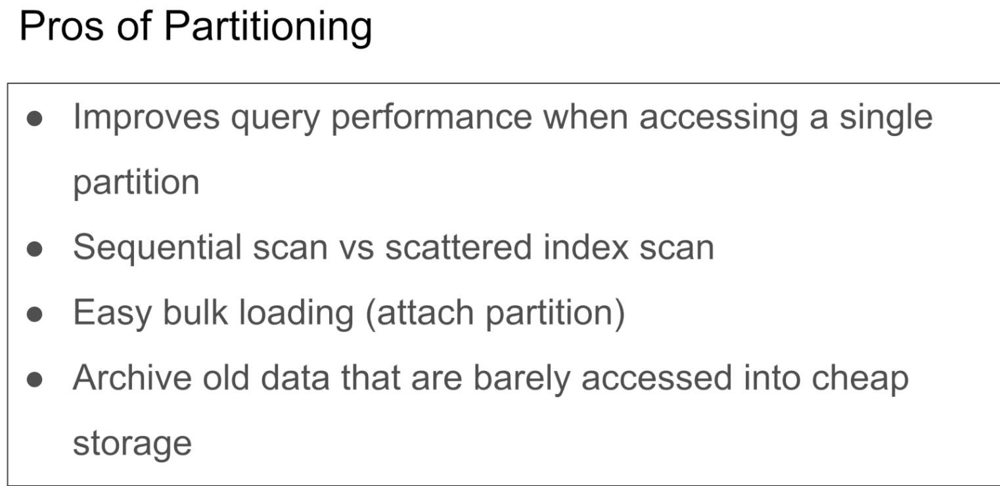 Pros of Partitioning
● Improves query performance when accessing a single
partition
● Sequential scan vs scattered index scan
● Easy bulk loading (attach partition)
● Archive old data that are barely accessed into cheap
storage